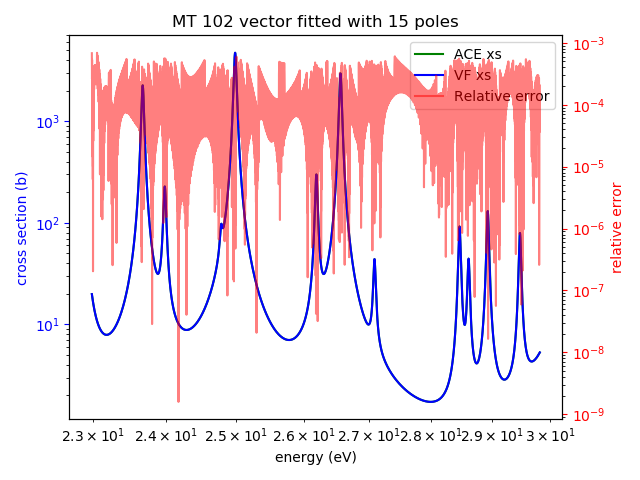 MT 102 vector fitted with 15 poles
ACE xs
VF xs
Relative error
cross section (b)
10³
10²
10¹
relative error
10⁻³
10⁻⁴
10⁻⁵
10⁻⁶
10⁻⁷
10⁻⁸
10⁻⁹
2.3 × 10¹ 2.4 × 10¹ 2.5 × 10¹ 2.6 × 10¹ 2.7 × 10¹ 2.8 × 10¹ 2.9 × 10¹ 3 × 10¹
energy (eV)